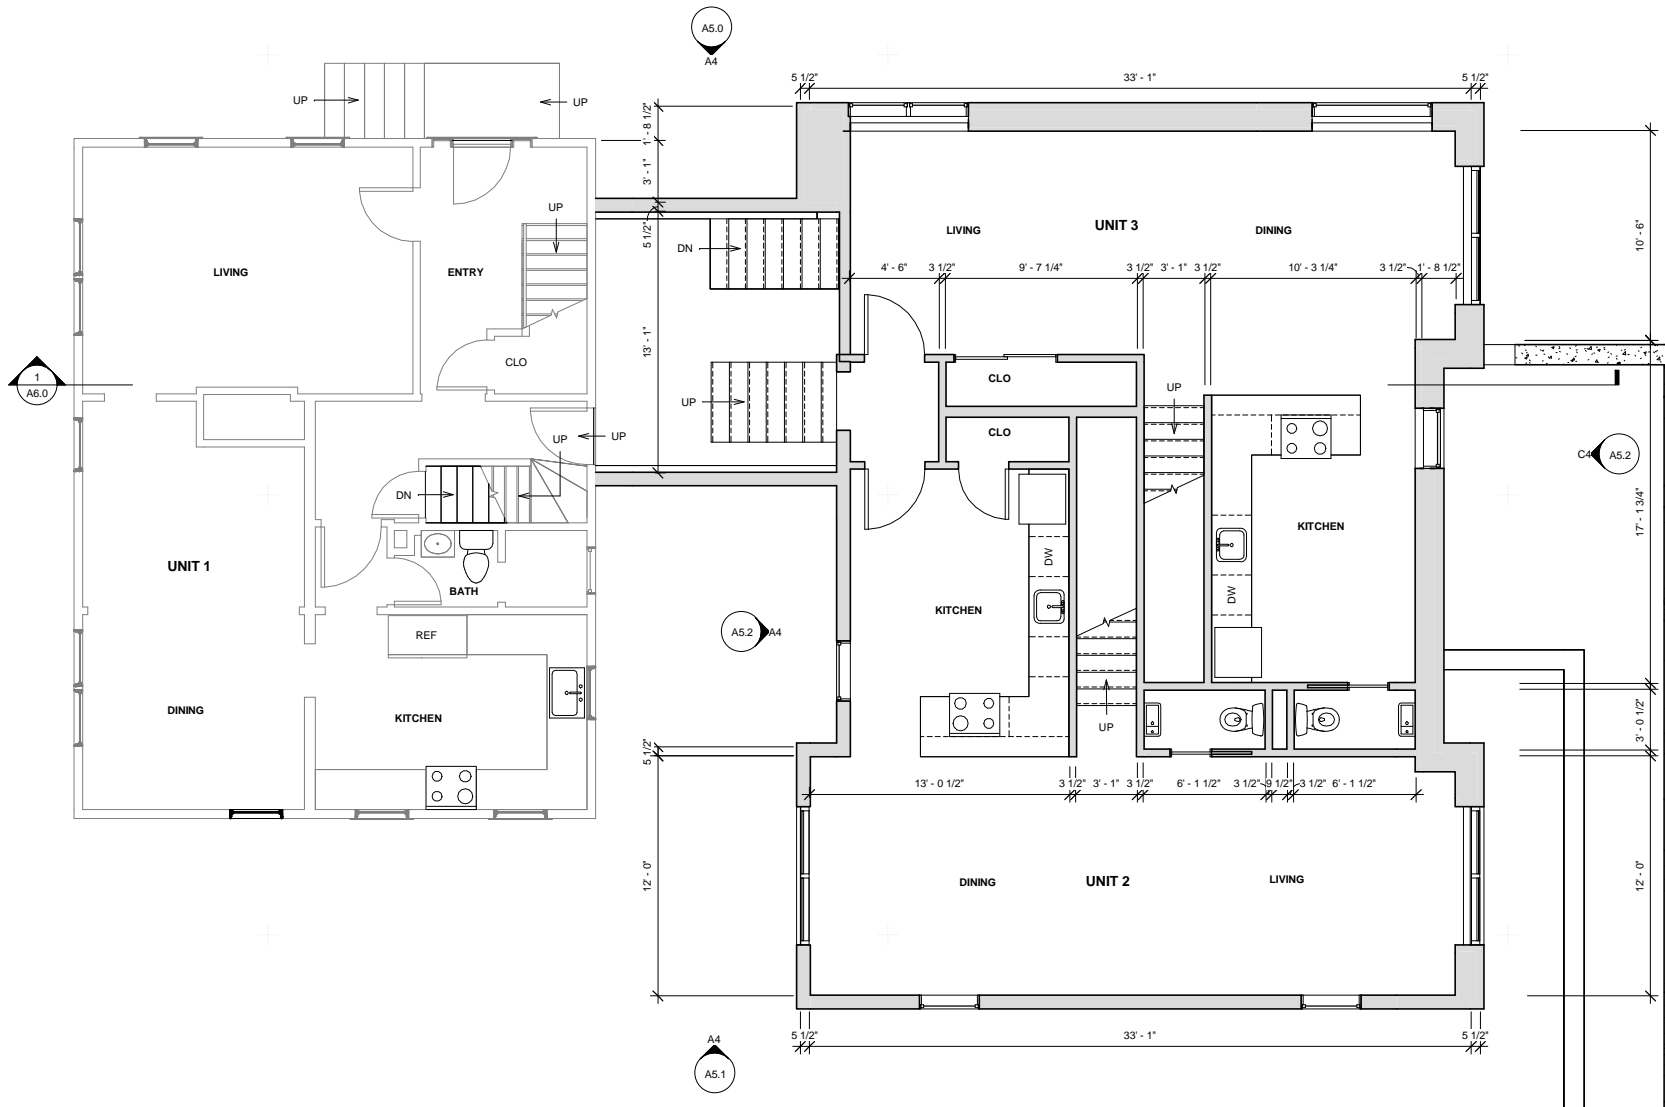 A5.0
A4
5 1/2"
33' - 1"
5 1/2"
UP
UP
1' - 8 1/2"
3' - 1"
5 1/2"
13' - 1"
10' - 6"
UP
LIVING
ENTRY
CLO
DN
UP
LIVING
UNIT 3
DINING
4' - 6"
3 1/2"
9' - 7 1/4"
3 1/2"
3' - 1"
3 1/2"
10' - 3 1/4"
3 1/2"
1' - 8 1/2"
1
A6.0
CLO
UP
CLO
UP
UP
DN
C4
A5.2
17' - 1 3/4"
KITCHEN
DW
DW
UNIT 1
BATH
REF
KITCHEN
A5.2
A4
DINING
KITCHEN
UP
3' - 0 1/2"
5 1/2"
13' - 0 1/2"
3 1/2"
3' - 1"
3 1/2"
6' - 1 1/2"
3 1/2"
9 1/2"
3 1/2"
6' - 1 1/2"
12' - 0"
DINING
UNIT 2
LIVING
12' - 0"
5 1/2"
33' - 1"
5 1/2"
A4
A5.1